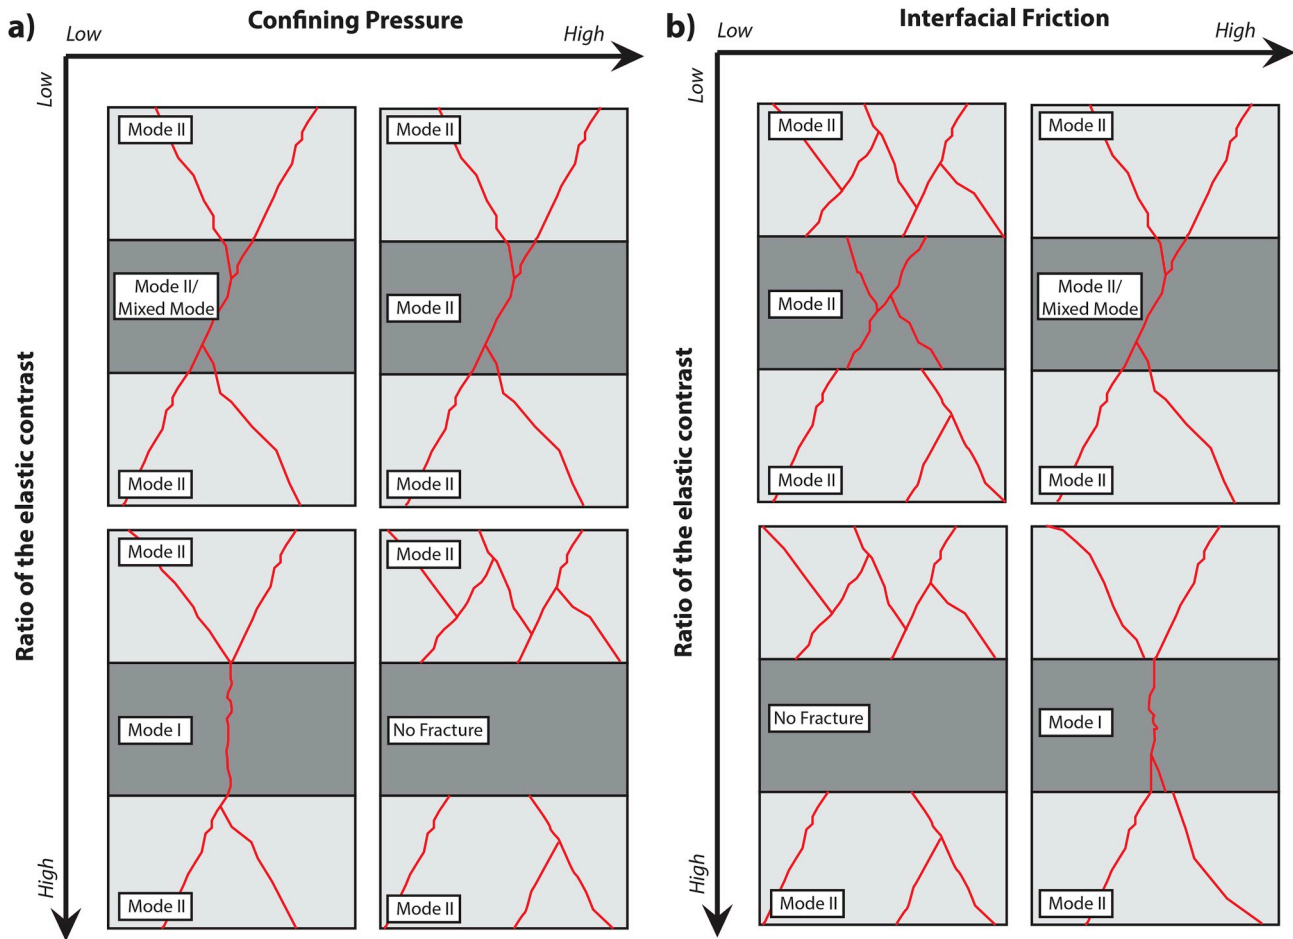 a)
Confining Pressure
Low
High
Low
Ratio of the elastic contrast
High
Mode II
Mode II/
Mixed Mode
Mode II
Mode II
Mode II
Mode II
Mode II
Mode I
Mode II
Mode II
No Fracture
Mode II
b)
Interfacial Friction
Low
High
Low
Ratio of the elastic contrast
High
Mode II
Mode II
Mode II
Mode II
Mode II/
Mixed Mode
Mode II
No Fracture
Mode II
Mode I
Mode II